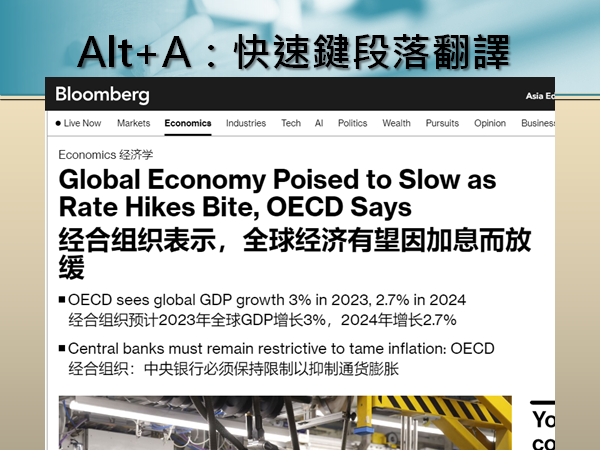 Alt+A：快速鍵段落翻譯
Bloomberg
Asia Ed
Live Now Markets Economics Industries Tech AI Politics Wealth Pursuits Opinion Business
Economics 经济学
Global Economy Poised to Slow as
Rate Hikes Bite, OECD Says
经合组织表示，全球经济有望因加息而放
缓
OECD sees global GDP growth 3% in 2023, 2.7% in 2024
经合组织预计2023年全球GDP增长3%，2024年增长2.7%
Central banks must remain restrictive to tame inflation: OECD
经合组织：中央银行必须保持限制以抑制通货膨胀
Yo
co